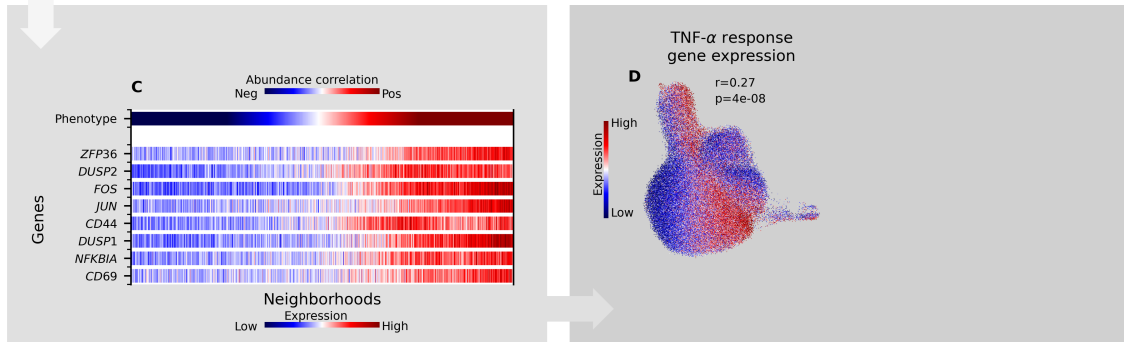 C
Abundance correlation
Neg
Pos
Phenotype
ZFP36
DUSP2
FOS
JUN
CD44
DUSP1
NFKBIA
CD69
Genes
Neighborhoods
Expression
Low
High
TNF-α response
gene expression
D
r=0.27
p=4e-08
High
Expression
Low